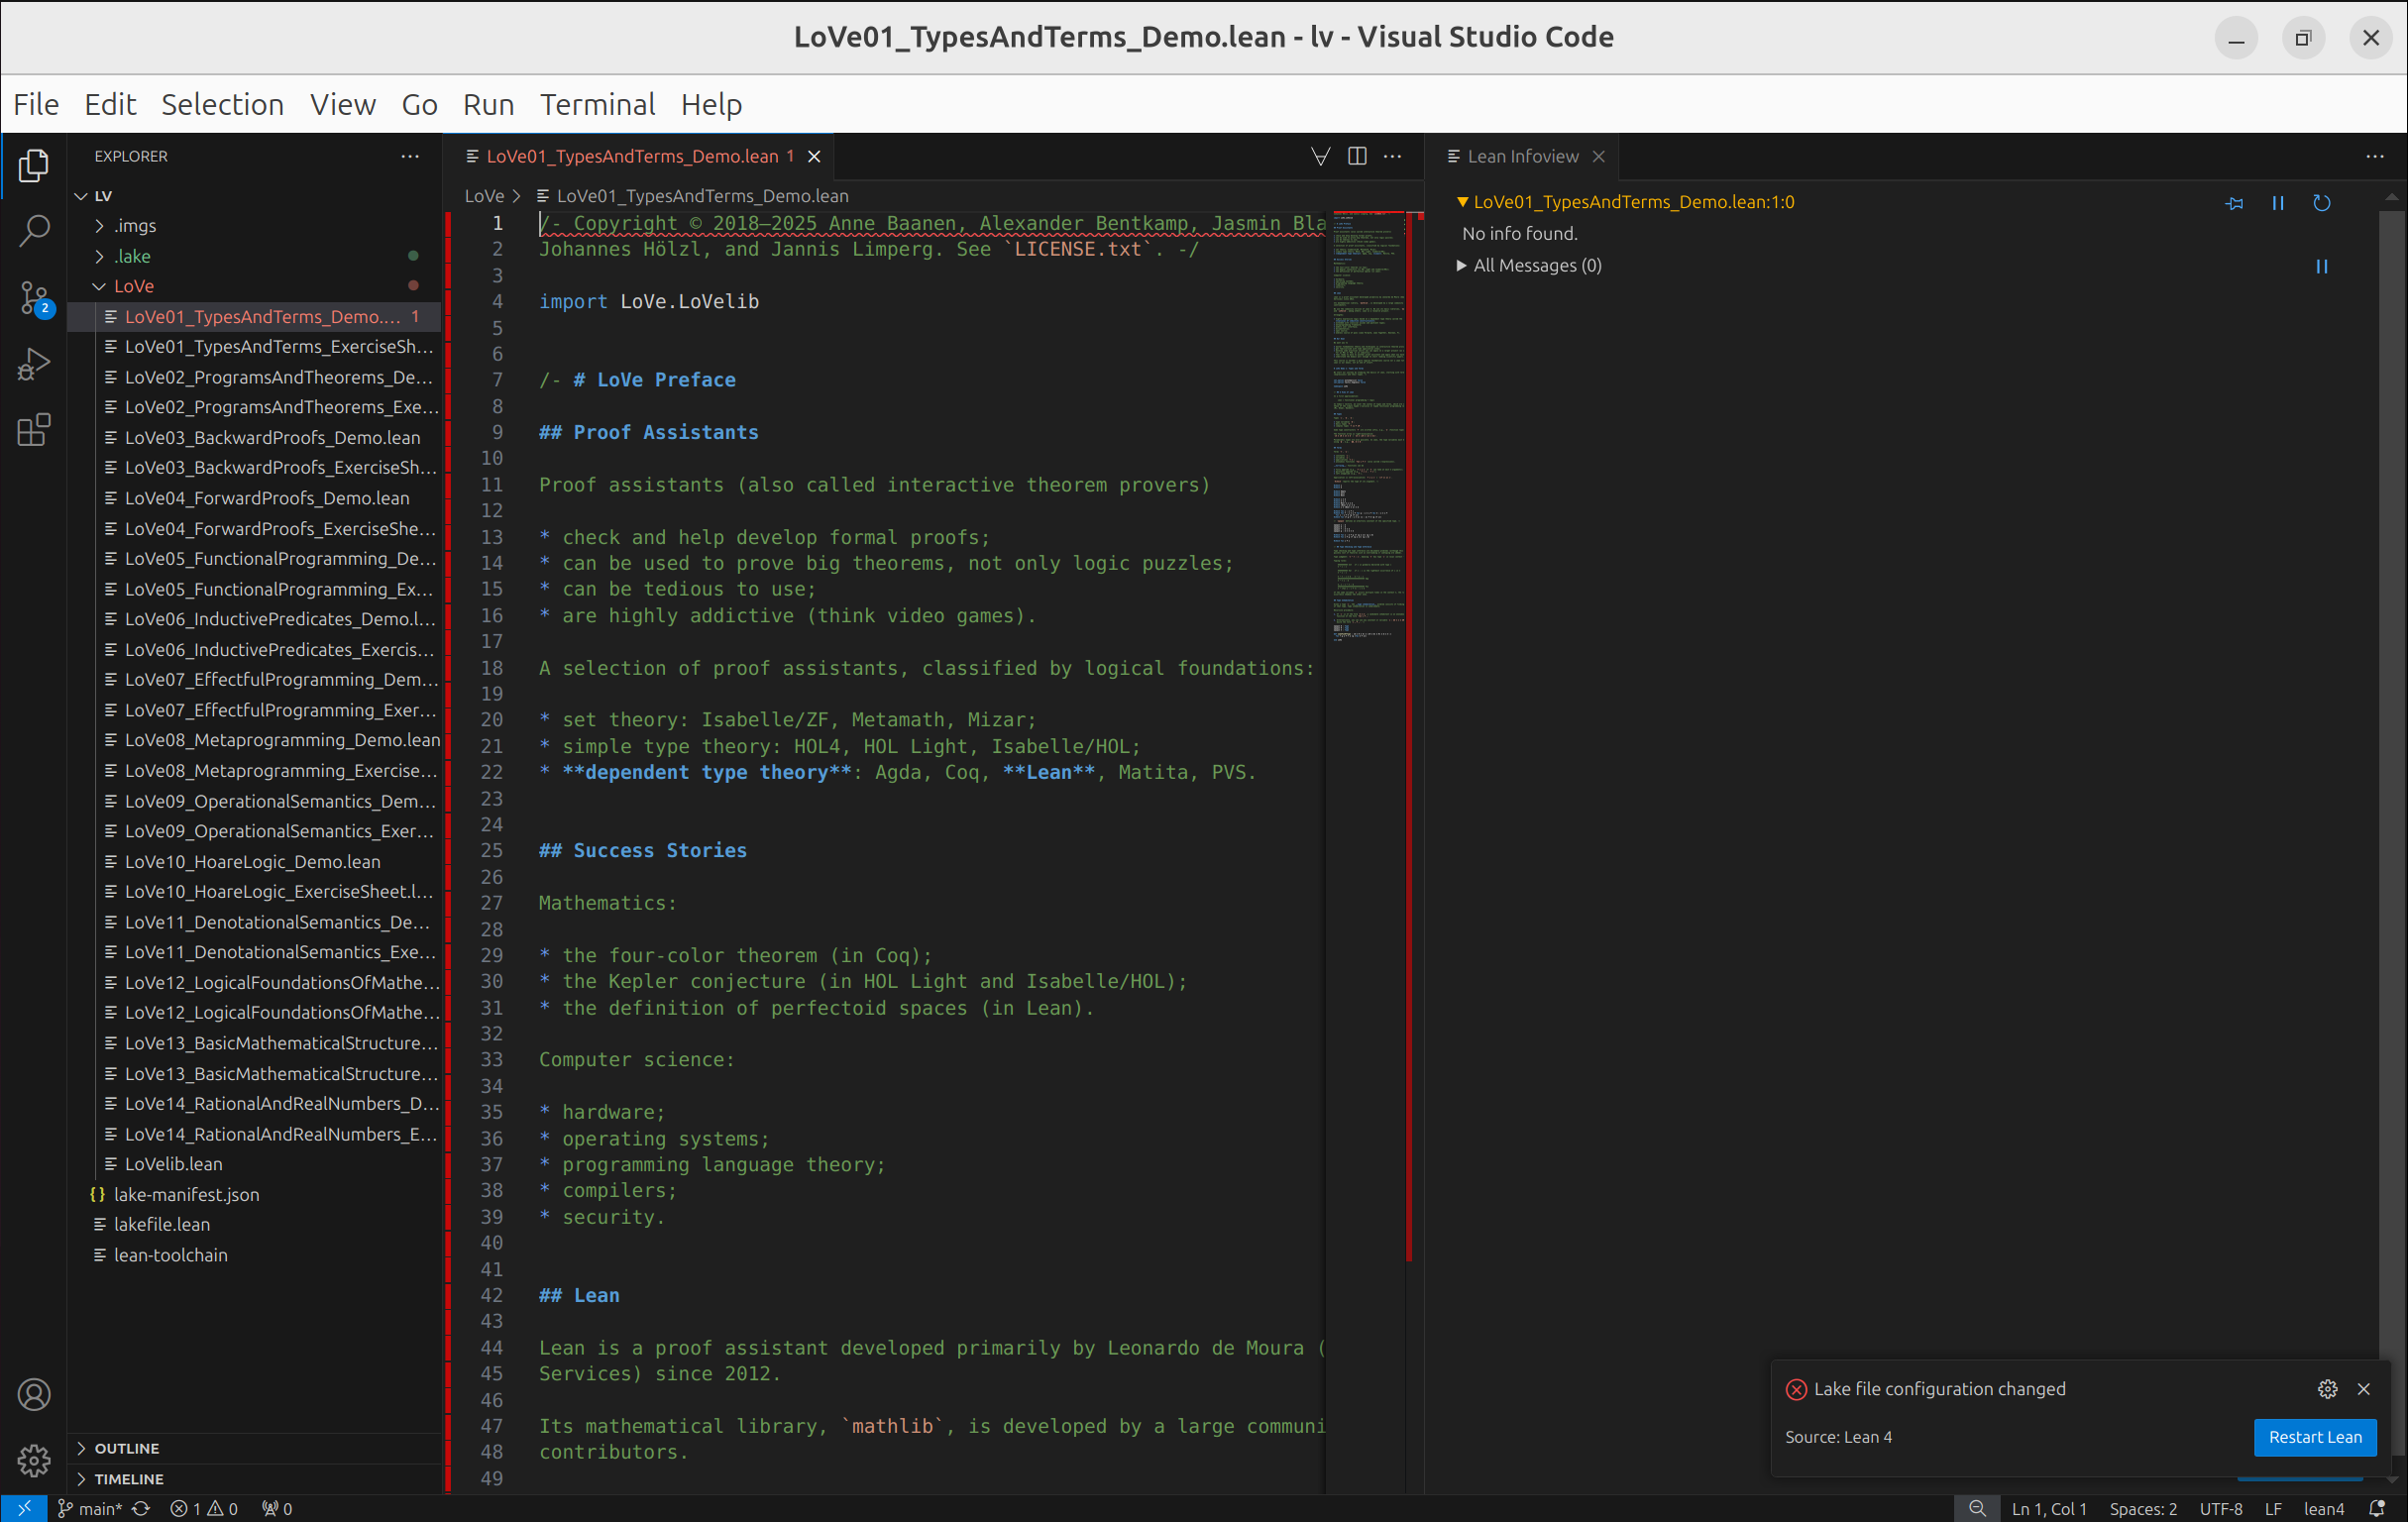 LoVe01_TypesAndTerms_Demo.lean - lv - Visual Studio Code
File Edit Selection View Go Run Terminal Help
EXPLORER
LV
.imgs
.lake
LoVe
LoVe01_TypesAndTerms_Demo.... 1
LoVe01_TypesAndTerms_ExerciseSh...
LoVe02_ProgramsAndTheorems_De...
LoVe02_ProgramsAndTheorems_Exe...
LoVe03_BackwardProofs_Demo.lean
LoVe03_BackwardProofs_ExerciseSh...
LoVe04_ForwardProofs_Demo.lean
LoVe04_ForwardProofs_ExerciseShe...
LoVe05_FunctionalProgramming_De...
LoVe05_FunctionalProgramming_Ex...
LoVe06_InductivePredicates_Demo.l...
LoVe06_InductivePredicates_Exercis...
LoVe07_EffectfulProgramming_Dem...
LoVe07_EffectfulProgramming_Exer...
LoVe08_Metaprogramming_Demo.lean
LoVe08_Metaprogramming_Exercise...
LoVe09_OperationalSemantics_Dem...
LoVe09_OperationalSemantics_Exer...
LoVe10_HoareLogic_Demo.lean
LoVe10_HoareLogic_ExerciseSheet.l...
LoVe11_DenotationalSemantics_De...
LoVe11_DenotationalSemantics_Exe...
LoVe12_LogicalFoundationsOfMathe...
LoVe12_LogicalFoundationsOfMathe...
LoVe13_BasicMathematicalStructure...
LoVe13_BasicMathematicalStructure...
LoVe14_RationalAndRealNumbers_D...
LoVe14_RationalAndRealNumbers_E...
LoVelib.lean
{} lake-manifest.json
lakefile.lean
lean-toolchain
OUTLINE
TIMELINE
2
LoVe01_TypesAndTerms_Demo.lean 1
LoVe > LoVe01_TypesAndTerms_Demo.lean
1 /- Copyright © 2018–2025 Anne Baanen, Alexander Bentkamp, Jasmin Bla
2 Johannes Hölzl, and Jannis Limperg. See `LICENSE.txt`. -/
3
4 import LoVe.LoVelib
5
6
7 /- # LoVe Preface
8
9 ## Proof Assistants
10
11 Proof assistants (also called interactive theorem provers)
12
13 * check and help develop formal proofs;
14 * can be used to prove big theorems, not only logic puzzles;
15 * can be tedious to use;
16 * are highly addictive (think video games).
17
18 A selection of proof assistants, classified by logical foundations:
19
20 * set theory: Isabelle/ZF, Metamath, Mizar;
21 * simple type theory: HOL4, HOL Light, Isabelle/HOL;
22 * **dependent type theory**: Agda, Coq, **Lean**, Matita, PVS.
23
24
25 ## Success Stories
26
27 Mathematics:
28
29 * the four-color theorem (in Coq);
30 * the Kepler conjecture (in HOL Light and Isabelle/HOL);
31 * the definition of perfectoid spaces (in Lean).
32
33 Computer science:
34
35 * hardware;
36 * operating systems;
37 * programming language theory;
38 * compilers;
39 * security.
40
41
42 ## Lean
43
44 Lean is a proof assistant developed primarily by Leonardo de Moura (
45 Services) since 2012.
46
47 Its mathematical library, `mathlib`, is developed by a large communi
48 contributors.
49
Lean Infoview
LoVe01_TypesAndTerms_Demo.lean:1:0
No info found.
All Messages (0)
Lake file configuration changed
Source: Lean 4
Restart Lean
main* 1 0 0
Ln 1, Col 1 Spaces: 2 UTF-8 LF lean4